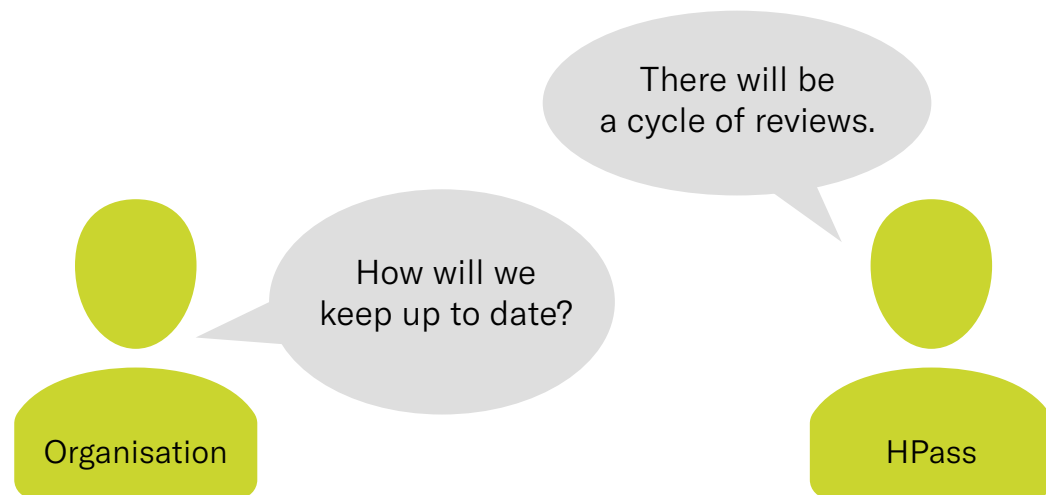 How will we
keep up to date?
There will be
a cycle of reviews.
Organisation
HPass